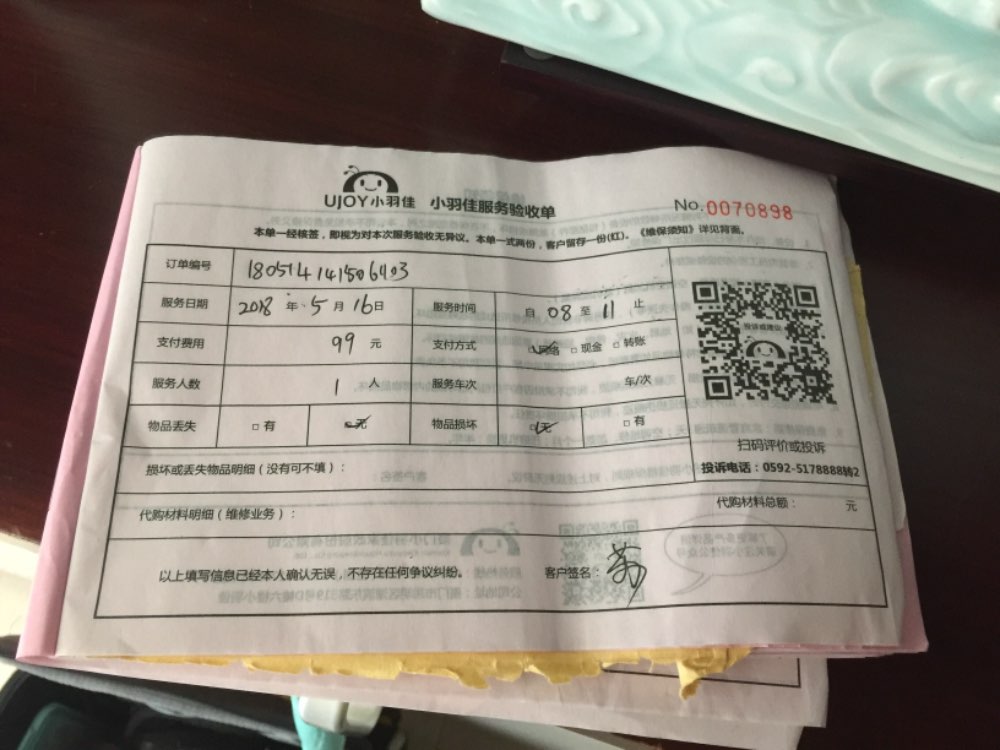 UJOY小羽佳 小羽佳服务验收单 No.0070898
本单一经核签，即视为对本次服务验收无异议。本单一式两份，客户留存一份(红)。《维保须知》详见背面。
订单编号 180514141506403
服务日期 2018 年 5 月 16 日 服务时间 自 08 至 11 止
支付费用 99 元 支付方式 □网络 □现金 □转账
服务人数 1 人 服务车次 车/次
物品丢失 □有 □无 物品损坏 □无 □有
投诉或建议
扫码评价或投诉
投诉电话：0592-5178888转2
损坏或丢失物品明细（没有可不填）：
代购材料明细（维修业务）： 代购材料总额： 元
以上填写信息已经本人确认无误，不存在任何争议纠纷。 客户签名：